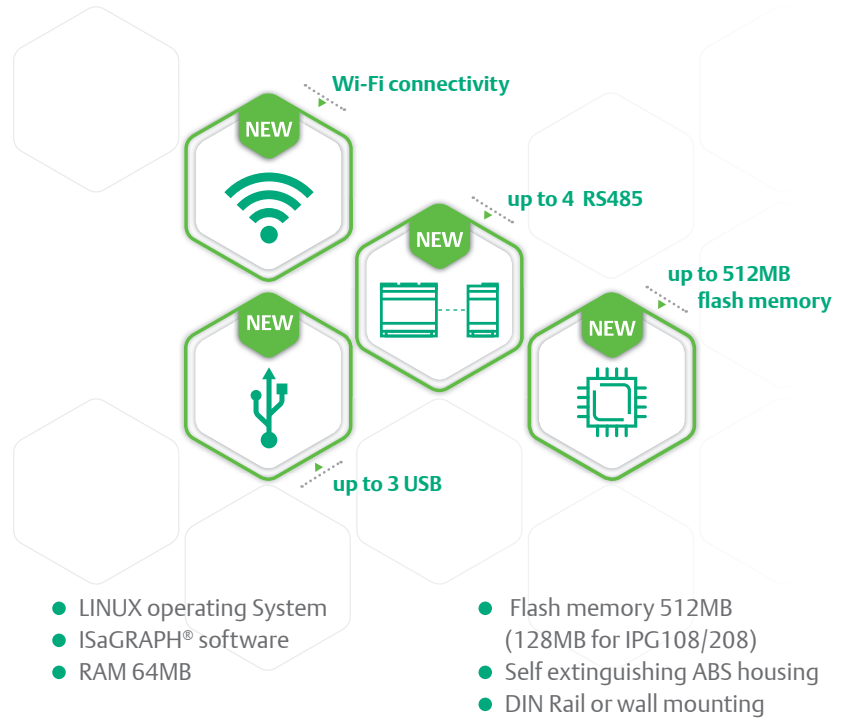 Wi-Fi connectivity
NEW
up to 4 RS485
NEW
up to 512MB
flash memory
NEW
NEW
up to 3 USB
LINUX operating System
ISaGRAPH® software
RAM 64MB
Flash memory 512MB
(128MB for IPG108/208)
Self extinguishing ABS housing
DIN Rail or wall mounting